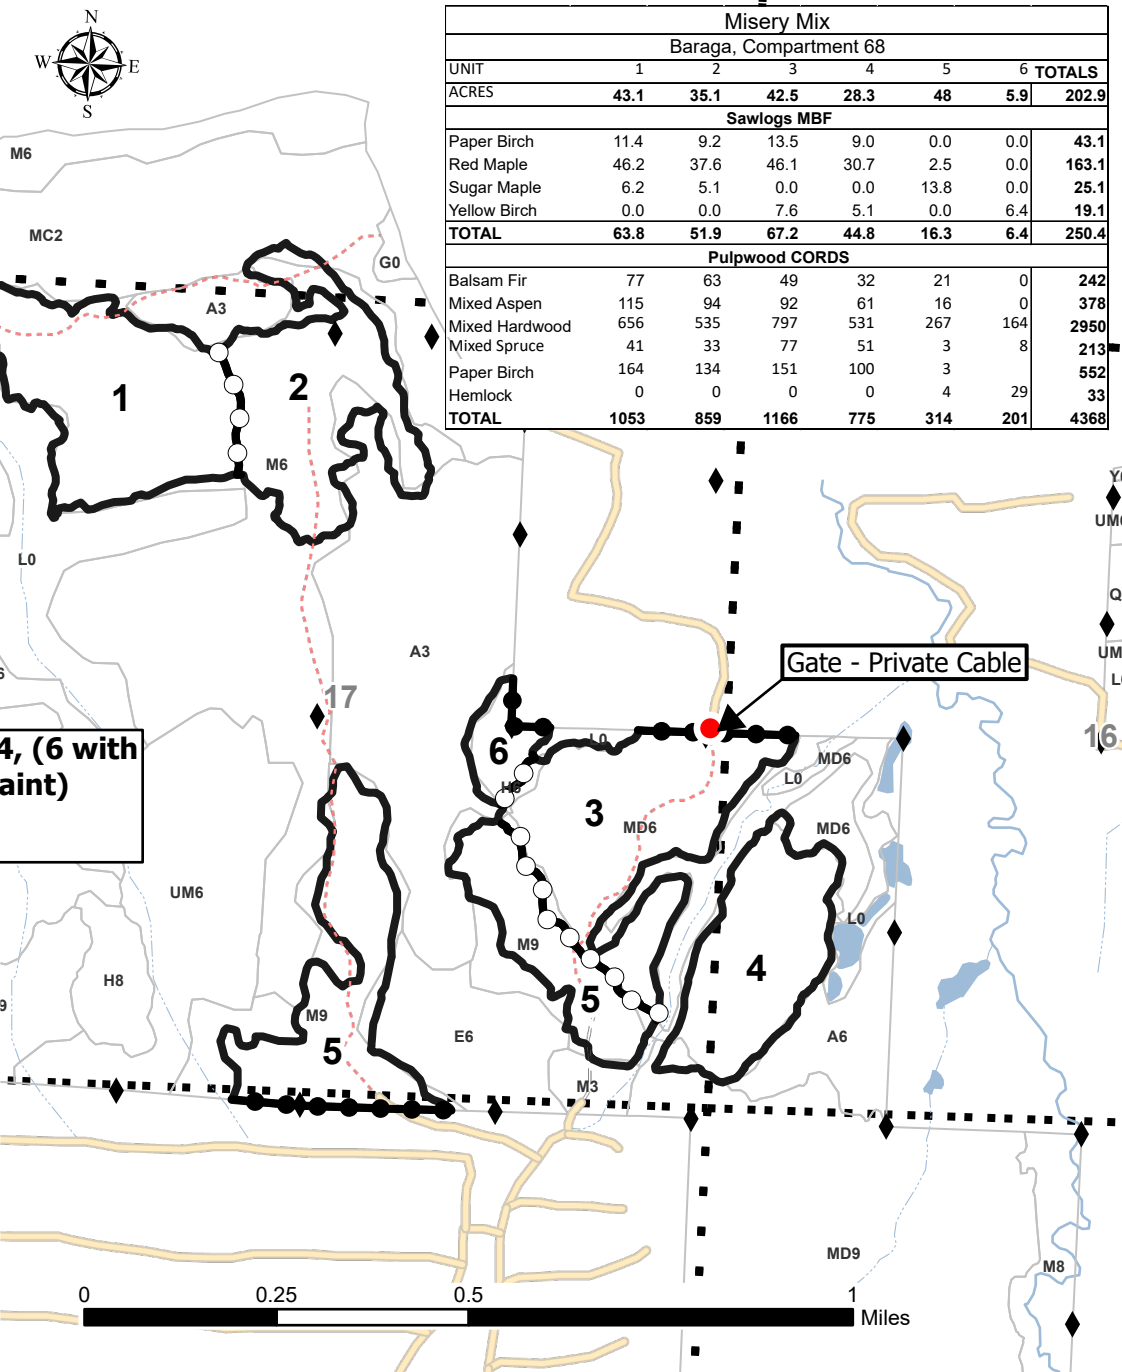 Misery Mix
Baraga, Compartment 68
UNIT 1 2 3 4 5 6 TOTALS
ACRES 43.1 35.1 42.5 28.3 48 5.9 202.9
Sawlogs MBF
Paper Birch 11.4 9.2 13.5 9.0 0.0 0.0 43.1
Red Maple 46.2 37.6 46.1 30.7 2.5 0.0 163.1
Sugar Maple 6.2 5.1 0.0 0.0 13.8 0.0 25.1
Yellow Birch 0.0 0.0 7.6 5.1 0.0 6.4 19.1
TOTAL 63.8 51.9 67.2 44.8 16.3 6.4 250.4
Pulpwood CORDS
Balsam Fir 77 63 49 32 21 0 242
Mixed Aspen 115 94 92 61 16 0 378
Mixed Hardwood 656 535 797 531 267 164 2950
Mixed Spruce 41 33 77 51 3 8 213
Paper Birch 164 134 151 100 3 552
Hemlock 0 0 0 0 4 29 33
TOTAL 1053 859 1166 775 314 201 4368
N
W E
S
M6
MC2
G0
A3
1
2
M6
L0
A3
17
Gate - Private Cable
16
4, (6 with
aint)
6
L0
H8
3
MD6
L0
MD6
MD6
UM6
H8
M9
L0
4
5
M9
5
E6
A6
M3
MD9
M8
0 0.25 0.5 1
Miles